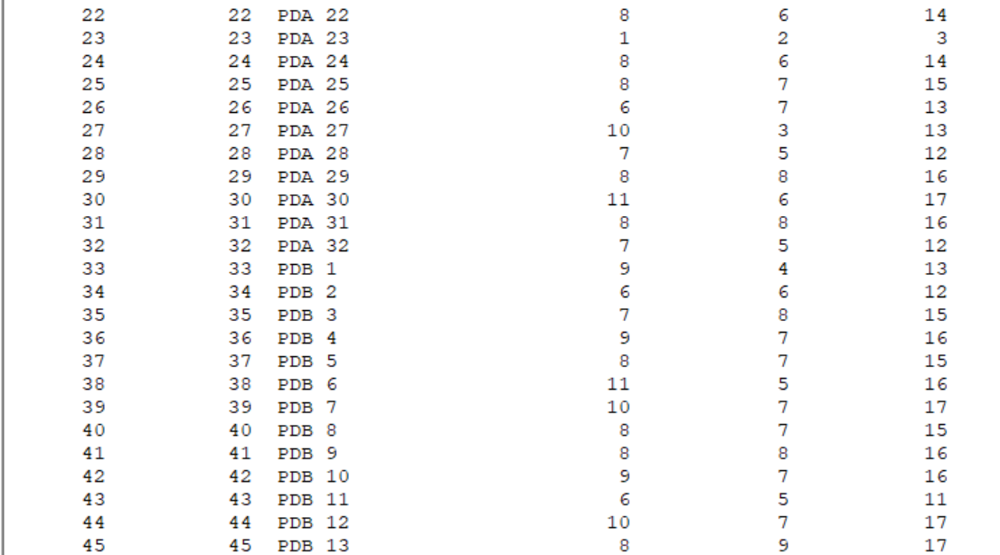 22 22 PDA 22 8 6 14
23 23 PDA 23 1 2 3
24 24 PDA 24 8 6 14
25 25 PDA 25 8 7 15
26 26 PDA 26 6 7 13
27 27 PDA 27 10 3 13
28 28 PDA 28 7 5 12
29 29 PDA 29 8 8 16
30 30 PDA 30 11 6 17
31 31 PDA 31 8 8 16
32 32 PDA 32 7 5 12
33 33 PDB 1 9 4 13
34 34 PDB 2 6 6 12
35 35 PDB 3 7 8 15
36 36 PDB 4 9 7 16
37 37 PDB 5 8 7 15
38 38 PDB 6 11 5 16
39 39 PDB 7 10 7 17
40 40 PDB 8 8 7 15
41 41 PDB 9 8 8 16
42 42 PDB 10 9 7 16
43 43 PDB 11 6 5 11
44 44 PDB 12 10 7 17
45 45 PDB 13 8 9 17